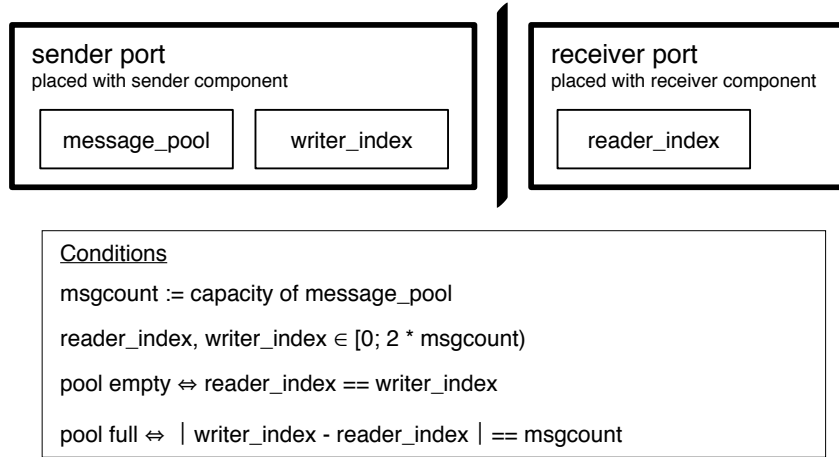 sender port
placed with sender component
message_pool
writer_index
receiver port
placed with receiver component
reader_index
Conditions
msgcount := capacity of message_pool
reader_index, writer_index ∈ [0; 2 * msgcount)
pool empty ⇔ reader_index == writer_index
pool full ⇔ | writer_index - reader_index | == msgcount